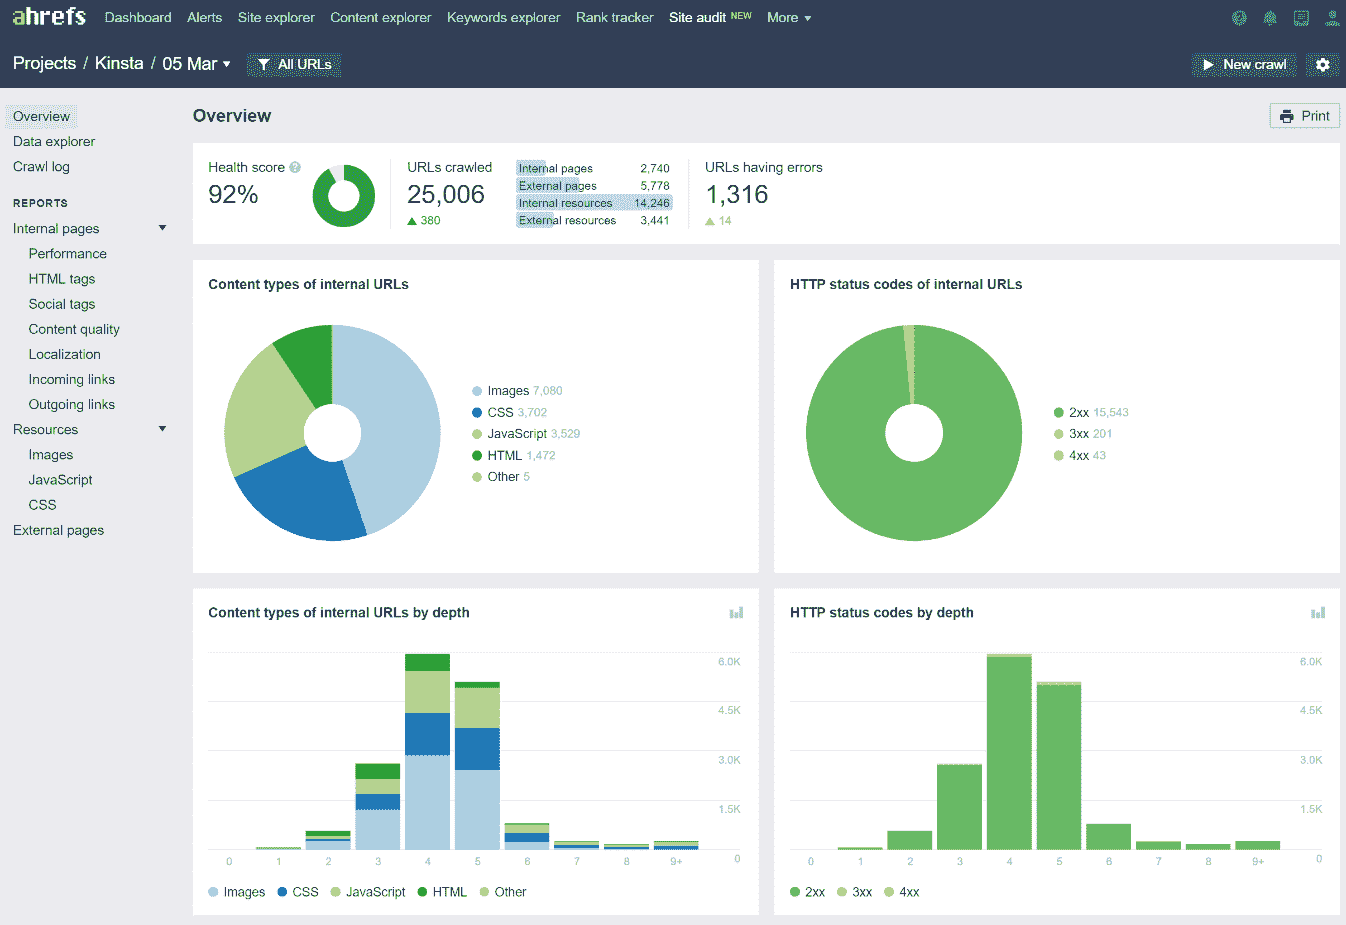 ahrefs Dashboard Alerts Site explorer Content explorer Keywords explorer Rank tracker Site audit NEW More
Projects / Kinsta / 05 Mar All URLs New crawl
Overview
Data explorer
Crawl log
REPORTS
Internal pages
Performance
HTML tags
Social tags
Content quality
Localization
Incoming links
Outgoing links
Resources
Images
JavaScript
CSS
External pages
Overview
Print
Health score ?
92%
URLs crawled
25,006
380
Internal pages 2,740
External pages 5,778
Internal resources 14,246
External resources 3,441
URLs having errors
1,316
14
Content types of internal URLs
Images 7,080
CSS 3,702
JavaScript 3,529
HTML 1,472
Other 5
HTTP status codes of internal URLs
2xx 15,543
3xx 201
4xx 43
Content types of internal URLs by depth
6.0K
4.5K
3.0K
1.5K
0
0 1 2 3 4 5 6 7 8 9+
Images CSS JavaScript HTML Other
HTTP status codes by depth
6.0K
4.5K
3.0K
1.5K
0
0 1 2 3 4 5 6 7 8 9+
2xx 3xx 4xx